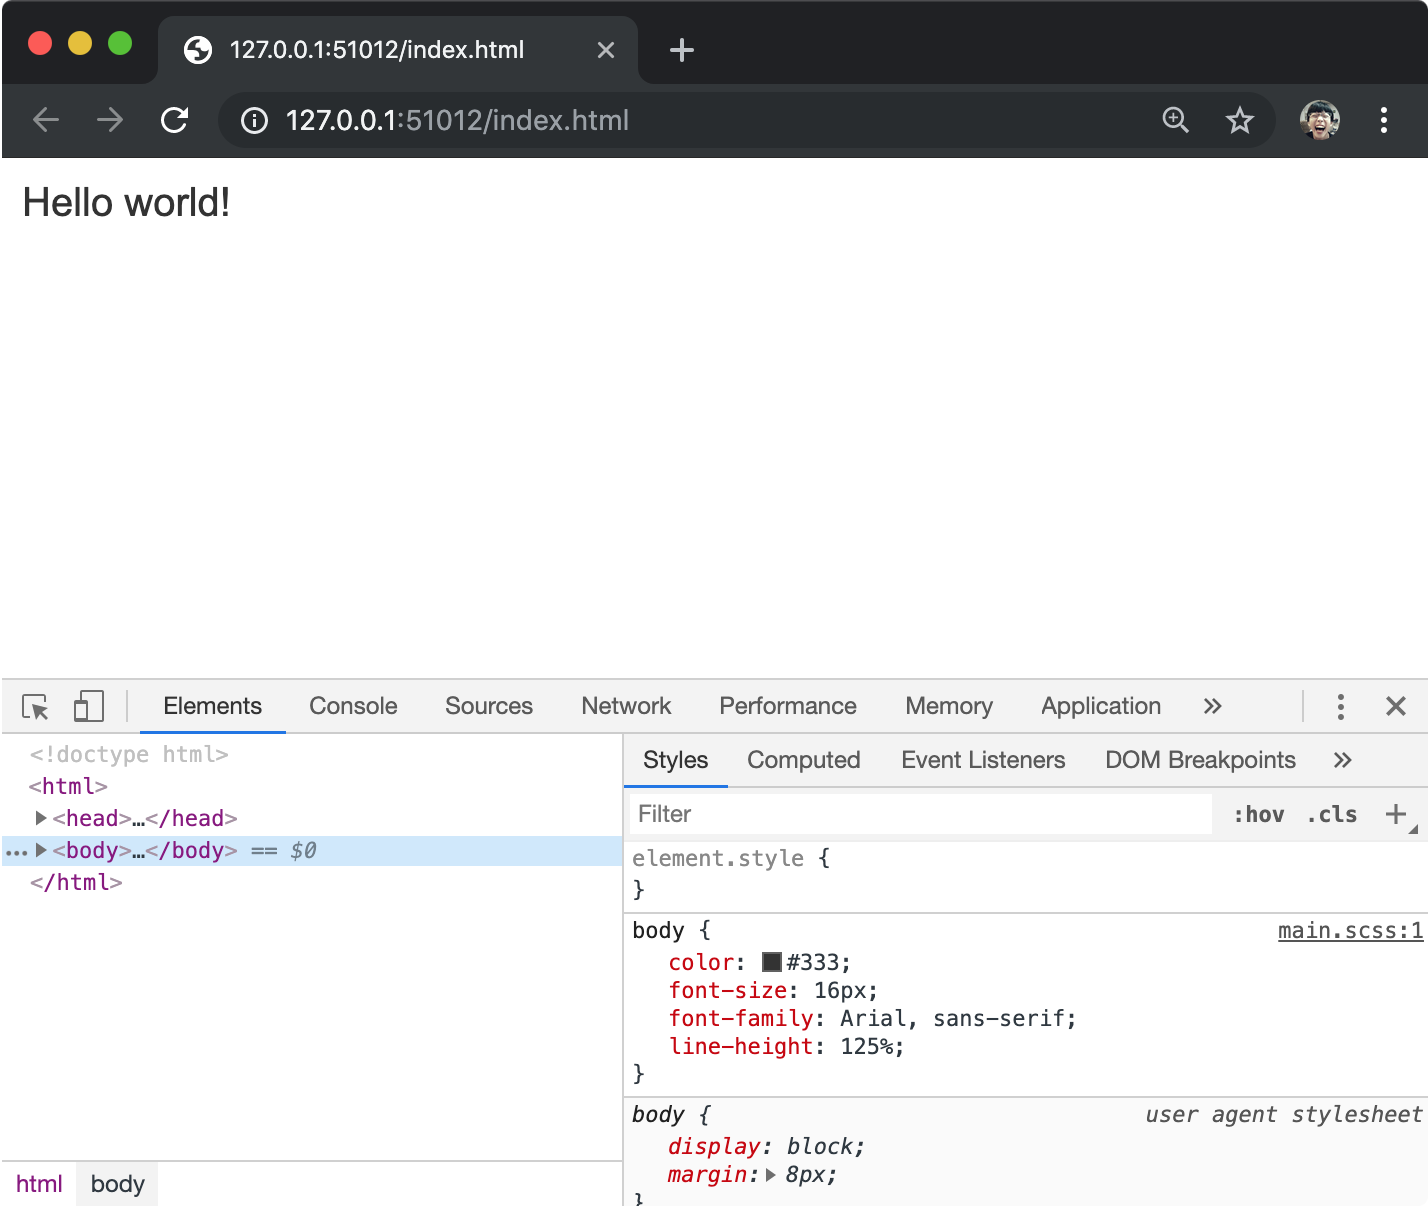 127.0.0.1:51012/index.html
127.0.0.1:51012/index.html
Hello world!
Elements Console Sources Network Performance Memory Application
<!doctype html>
<html>
<head>…</head>
<body>…</body> == $0
</html>
html body
Styles Computed Event Listeners DOM Breakpoints
Filter :hov .cls
element.style {
}
body { main.scss:1
color: #333;
font-size: 16px;
font-family: Arial, sans-serif;
line-height: 125%;
}
body { user agent stylesheet
display: block;
margin: 8px;
}